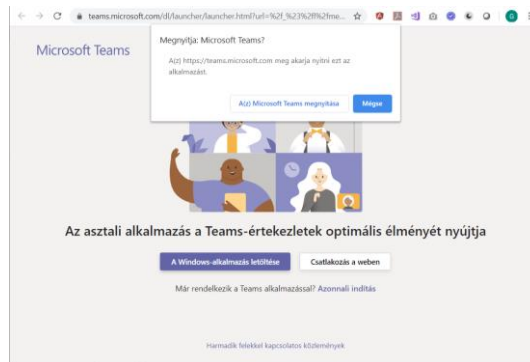 teams.microsoft.com/dl/launcher/launcher.html?url=%2f_%23%2fl%2fme...
Microsoft Teams
Megnyitja: Microsoft Teams?
A(z) https://teams.microsoft.com meg akarja nyitni ezt az
alkalmazást.
A(z) Microsoft Teams megnyitása
Mégse
Az asztali alkalmazás a Teams-értekezletek optimális élményét nyújtja
A Windows-alkalmazás letöltése
Csatlakozás a weben
Már rendelkezik a Teams alkalmazással? Azonnali indítás
Harmadik felekkel kapcsolatos közlemények